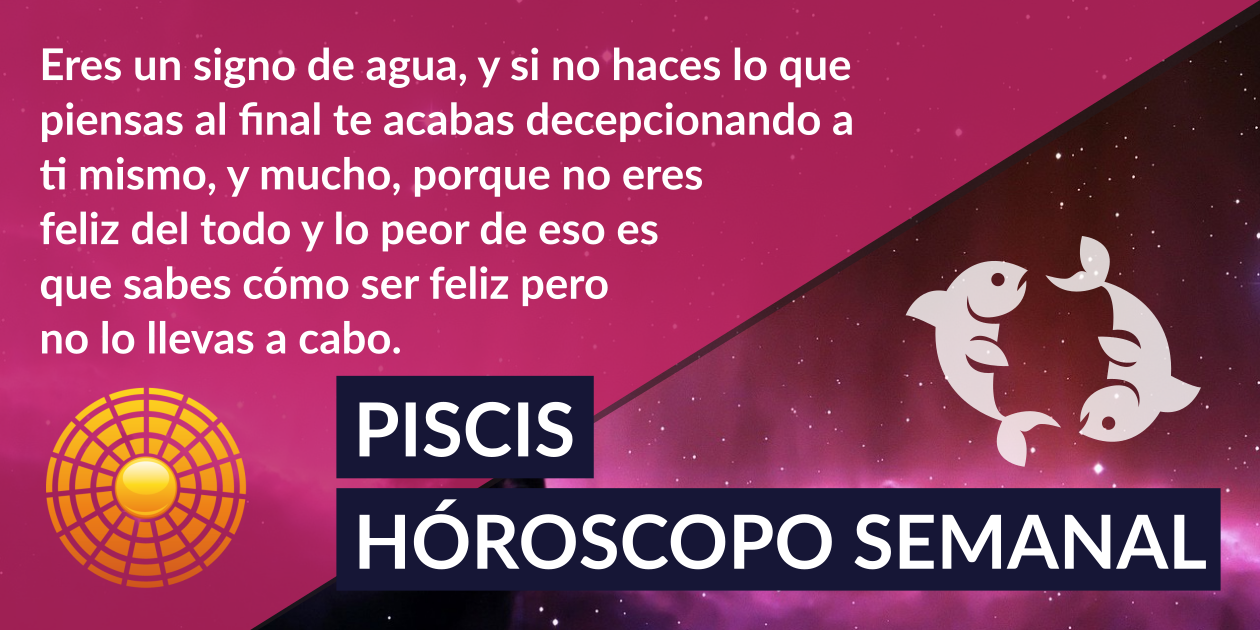 Eres un signo de agua, y si no haces lo que
piensas al final te acabas decepcionando a
ti mismo, y mucho, porque no eres
feliz del todo y lo peor de eso es
que sabes cómo ser feliz pero
no lo llevas a cabo.
PISCIS
HÓROSCOPO SEMANAL